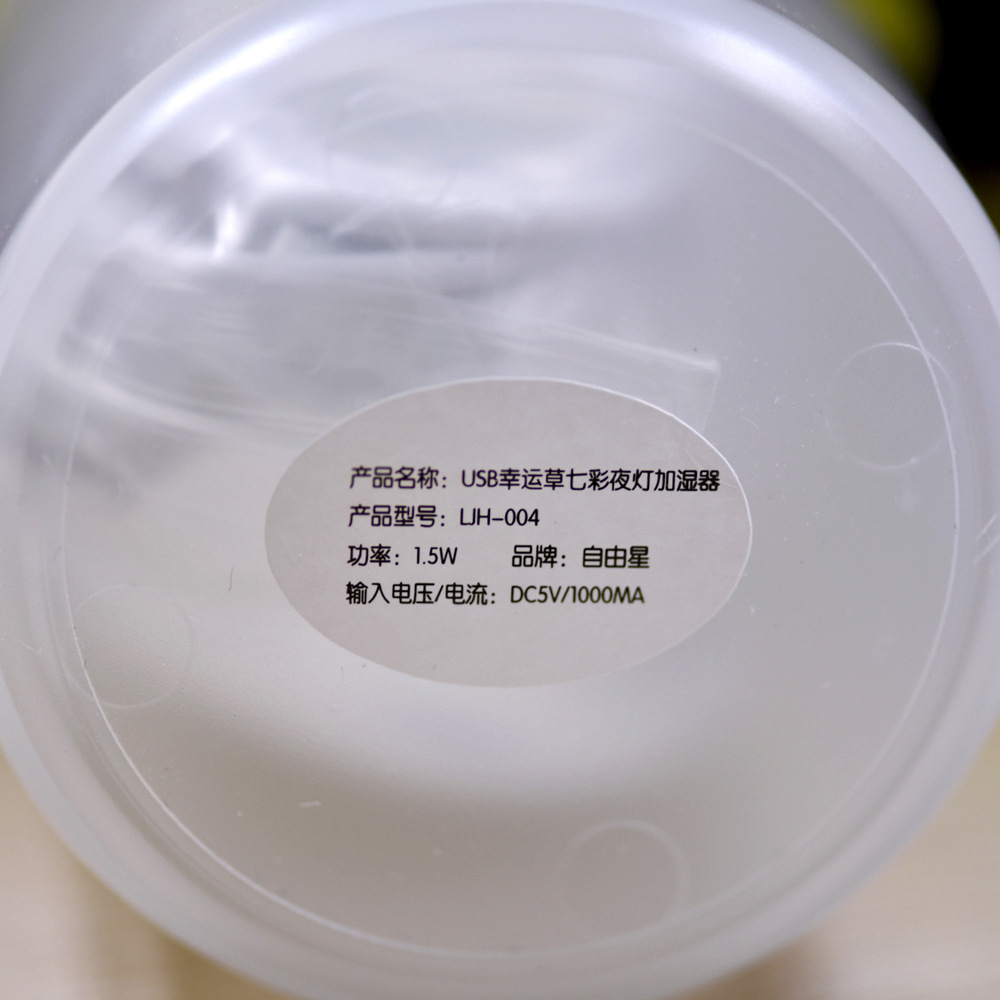 产品名称：USB幸运草七彩夜灯加湿器
产品型号：LJH-004
功率：1.5W 品牌：自由星
输入电压/电流：DC5V/1000MA